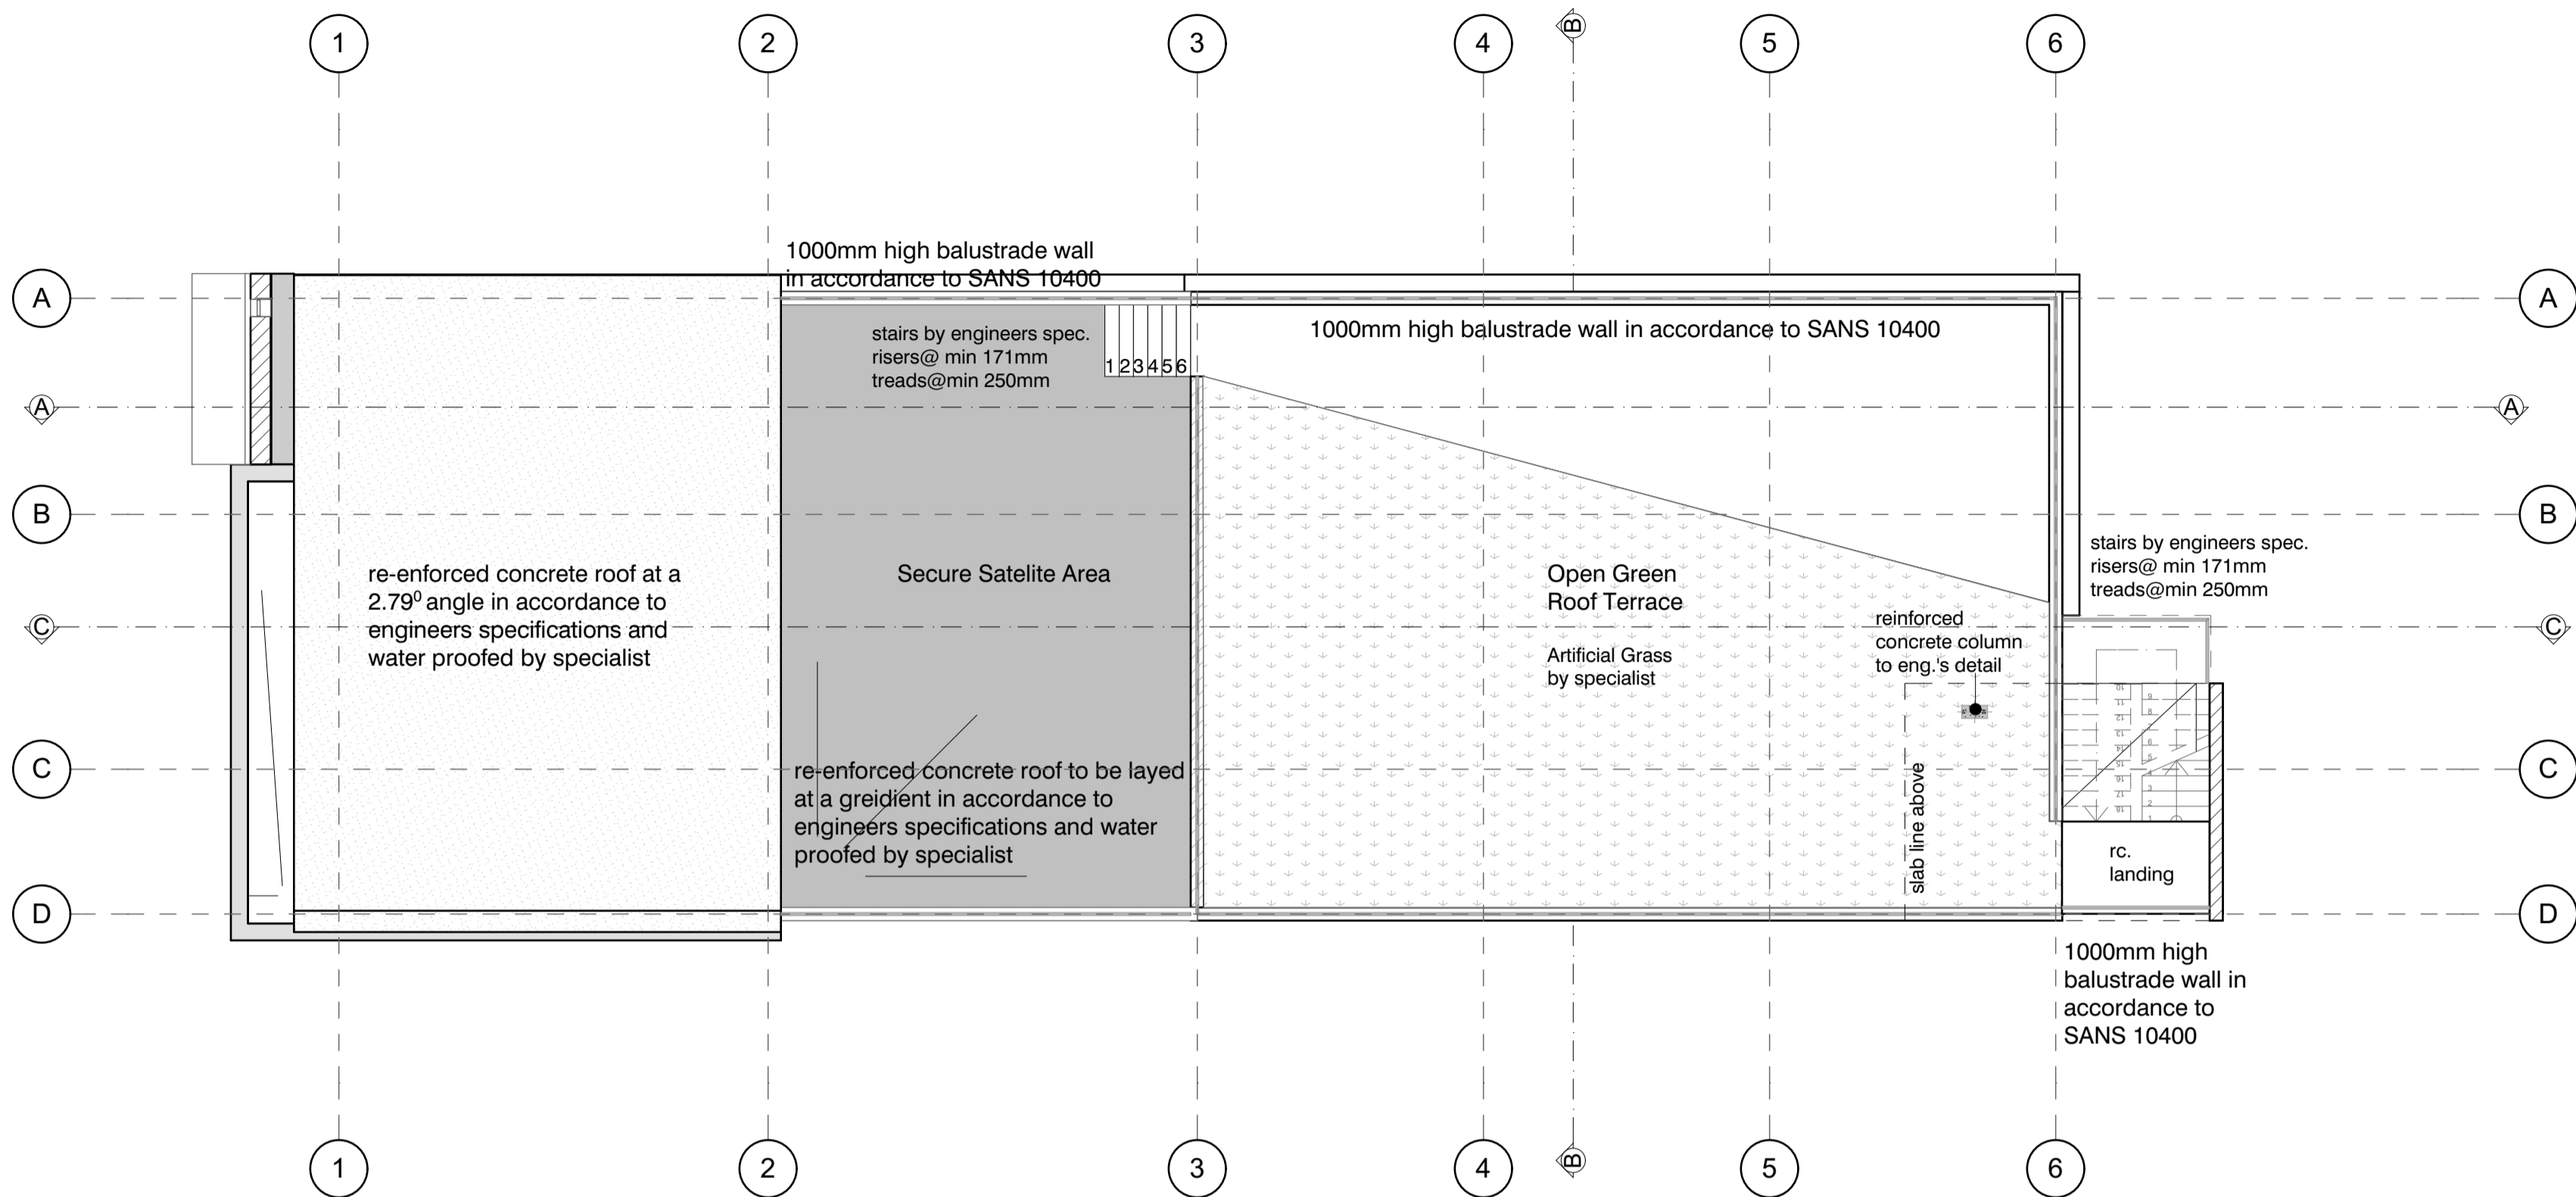 1
2
3
4
B
5
6
1000mm high balustrade wall
in accordance to SANS 10400
A
A
stairs by engineers spec.
risers@ min 171mm
treads@min 250mm
1 2 3 4 5 6
1000mm high balustrade wall in accordance to SANS 10400
A
A
B
B
stairs by engineers spec.
risers@ min 171mm
treads@min 250mm
re-enforced concrete roof at a
2.79⁰ angle in accordance to
engineers specifications and
water proofed by specialist
Secure Satelite Area
Open Green
Roof Terrace
Artificial Grass
by specialist
reinforced
concrete column
to eng.'s detail
C
C
slab line above
C
C
re-enforced concrete roof to be layed
at a greidient in accordance to
engineers specifications and water
proofed by specialist
rc.
landing
D
D
1000mm high
balustrade wall in
accordance to
SANS 10400
1
2
3
4
B
5
6